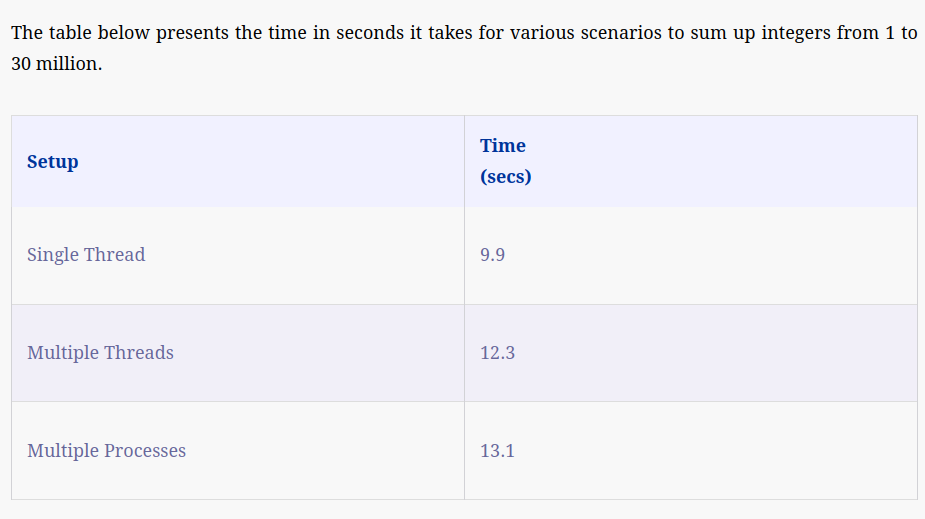 The table below presents the time in seconds it takes for various scenarios to sum up integers from 1 to
30 million.
Setup
Time
(secs)
Single Thread
9.9
Multiple Threads
12.3
Multiple Processes
13.1